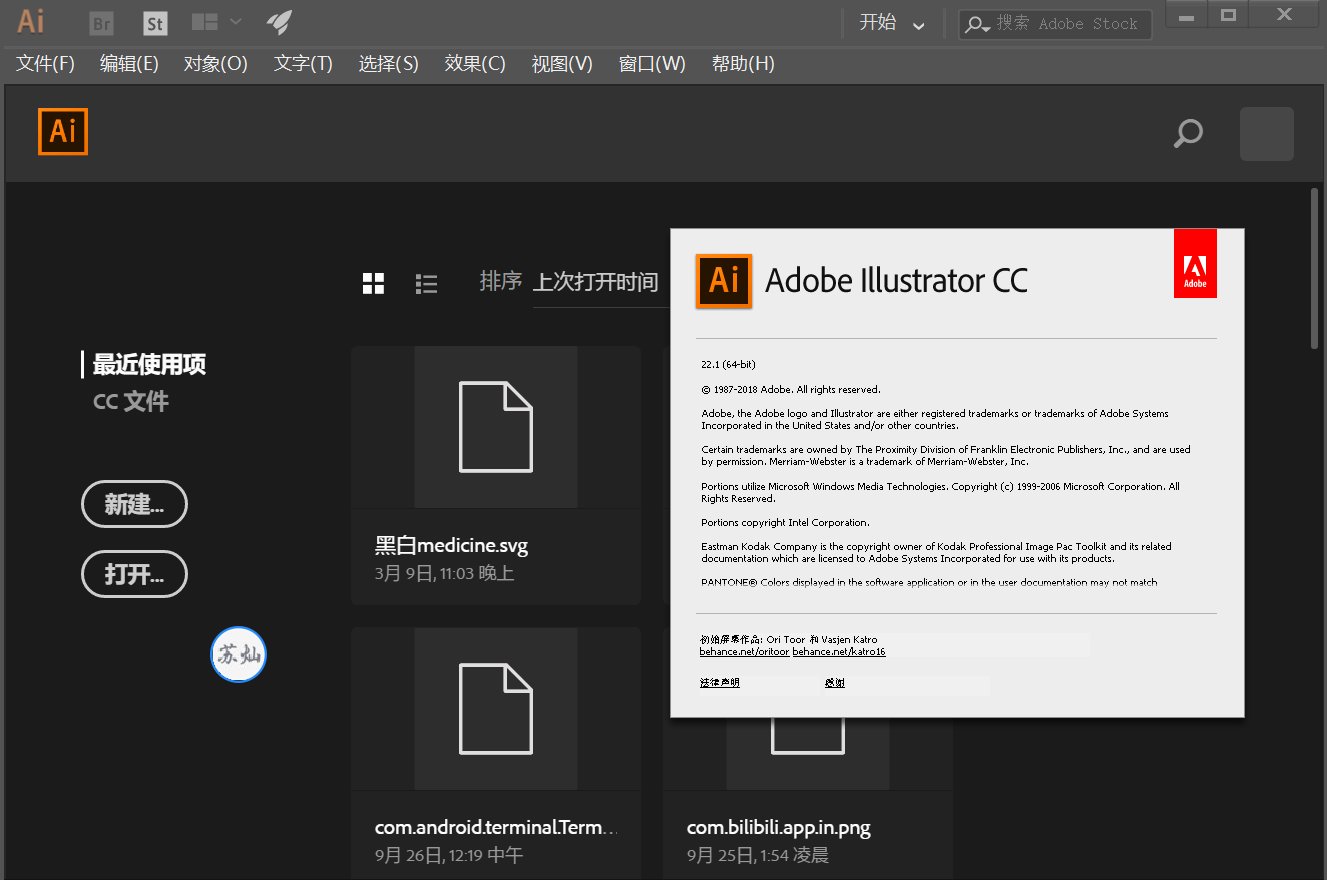 Ai Br St 开始 搜索 Adobe Stock
文件(F) 编辑(E) 对象(O) 文字(T) 选择(S) 效果(C) 视图(V) 窗口(W) 帮助(H)
Ai
排序 上次打开时间
最近使用项
CC 文件
新建...
打开...
苏灿
黑白medicine.svg
3月 9日, 11:03 晚上
com.android.terminal.Term...
9月 26日, 12:19 中午
com.bilibili.app.in.png
9月 25日, 1:54 凌晨
Ai Adobe Illustrator CC
Adobe
22.1 (64-bit)
© 1987-2018 Adobe. All rights reserved.
Adobe, the Adobe logo and Illustrator are either registered trademarks or trademarks of Adobe Systems
Incorporated in the United States and/or other countries.
Certain trademarks are owned by The Proximity Division of Franklin Electronic Publishers, Inc., and are used
by permission. Merriam-Webster is a trademark of Merriam-Webster, Inc.
Portions utilize Microsoft Windows Media Technologies. Copyright (c) 1999-2006 Microsoft Corporation. All
Rights Reserved.
Portions copyright Intel Corporation.
Eastman Kodak Company is the copyright owner of Kodak Professional Image Pac Toolkit and its related
documentation which are licensed to Adobe Systems Incorporated for use with its products.
PANTONE® Colors displayed in the software application or in the user documentation may not match
初始屏幕作品: Ori Toor 和 Vasjen Katro
behance.net/oritoor behance.net/katro16
法律声明 感谢